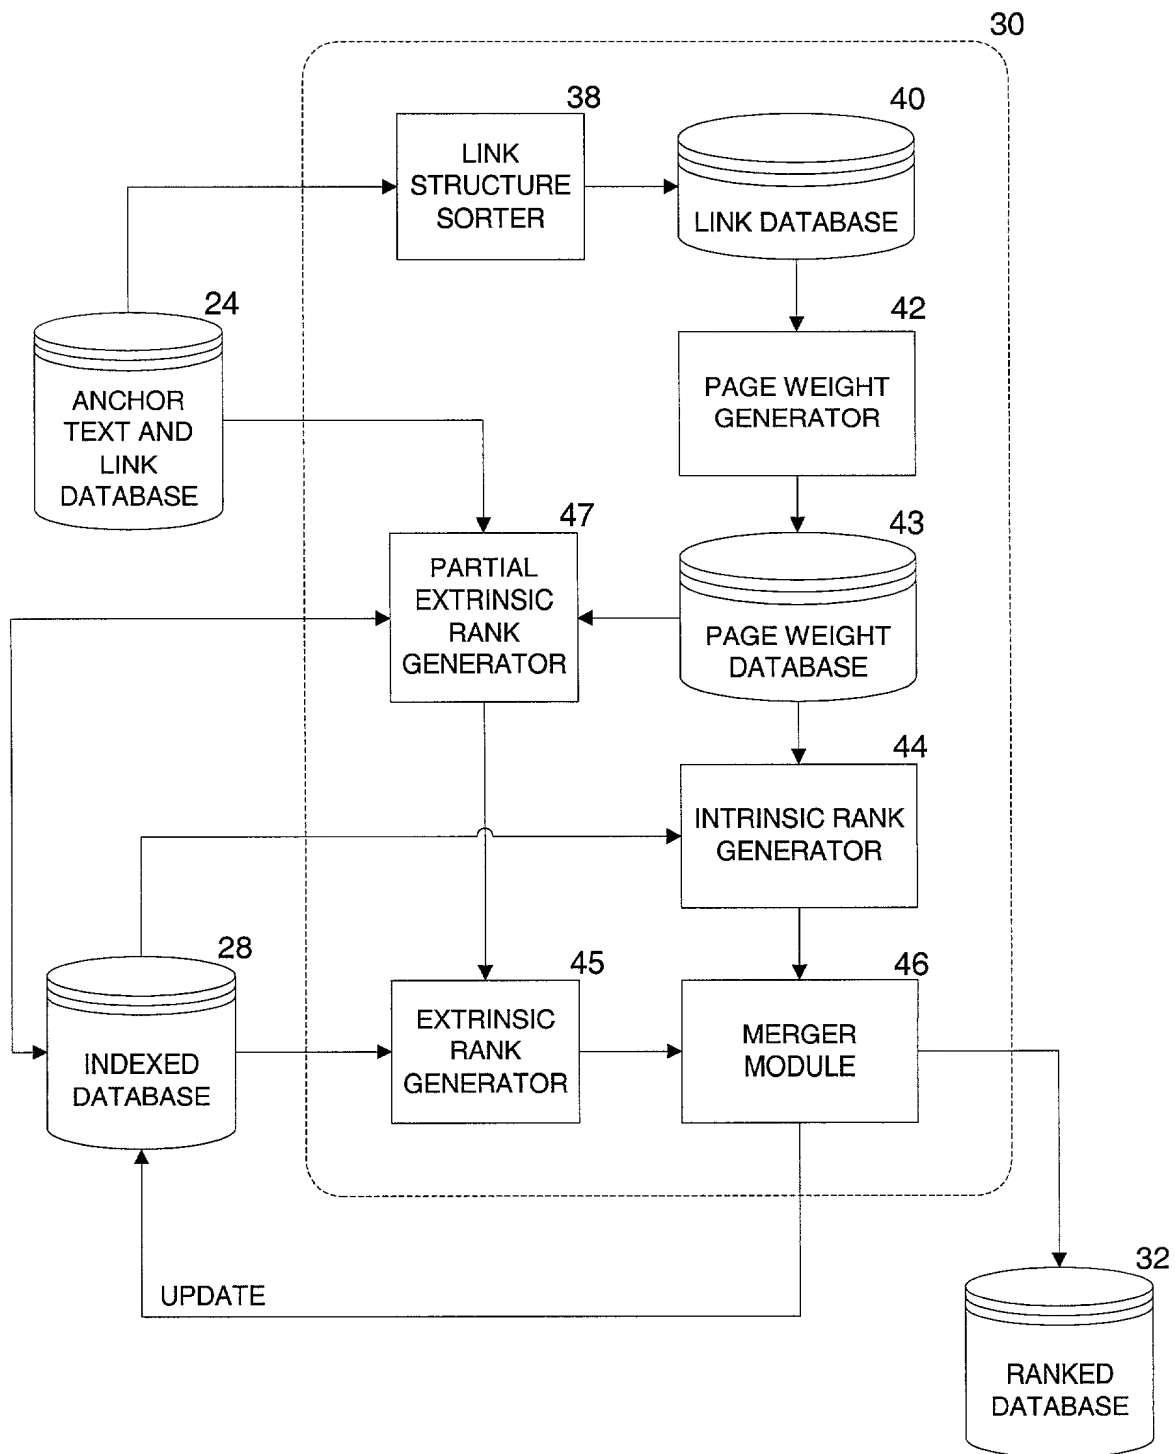 30
38
LINK
STRUCTURE
SORTER
40
LINK DATABASE
24
ANCHOR
TEXT AND
LINK
DATABASE
42
PAGE WEIGHT
GENERATOR
47
PARTIAL
EXTRINSIC
RANK
GENERATOR
43
PAGE WEIGHT
DATABASE
44
INTRINSIC RANK
GENERATOR
28
INDEXED
DATABASE
45
EXTRINSIC
RANK
GENERATOR
46
MERGER
MODULE
UPDATE
32
RANKED
DATABASE